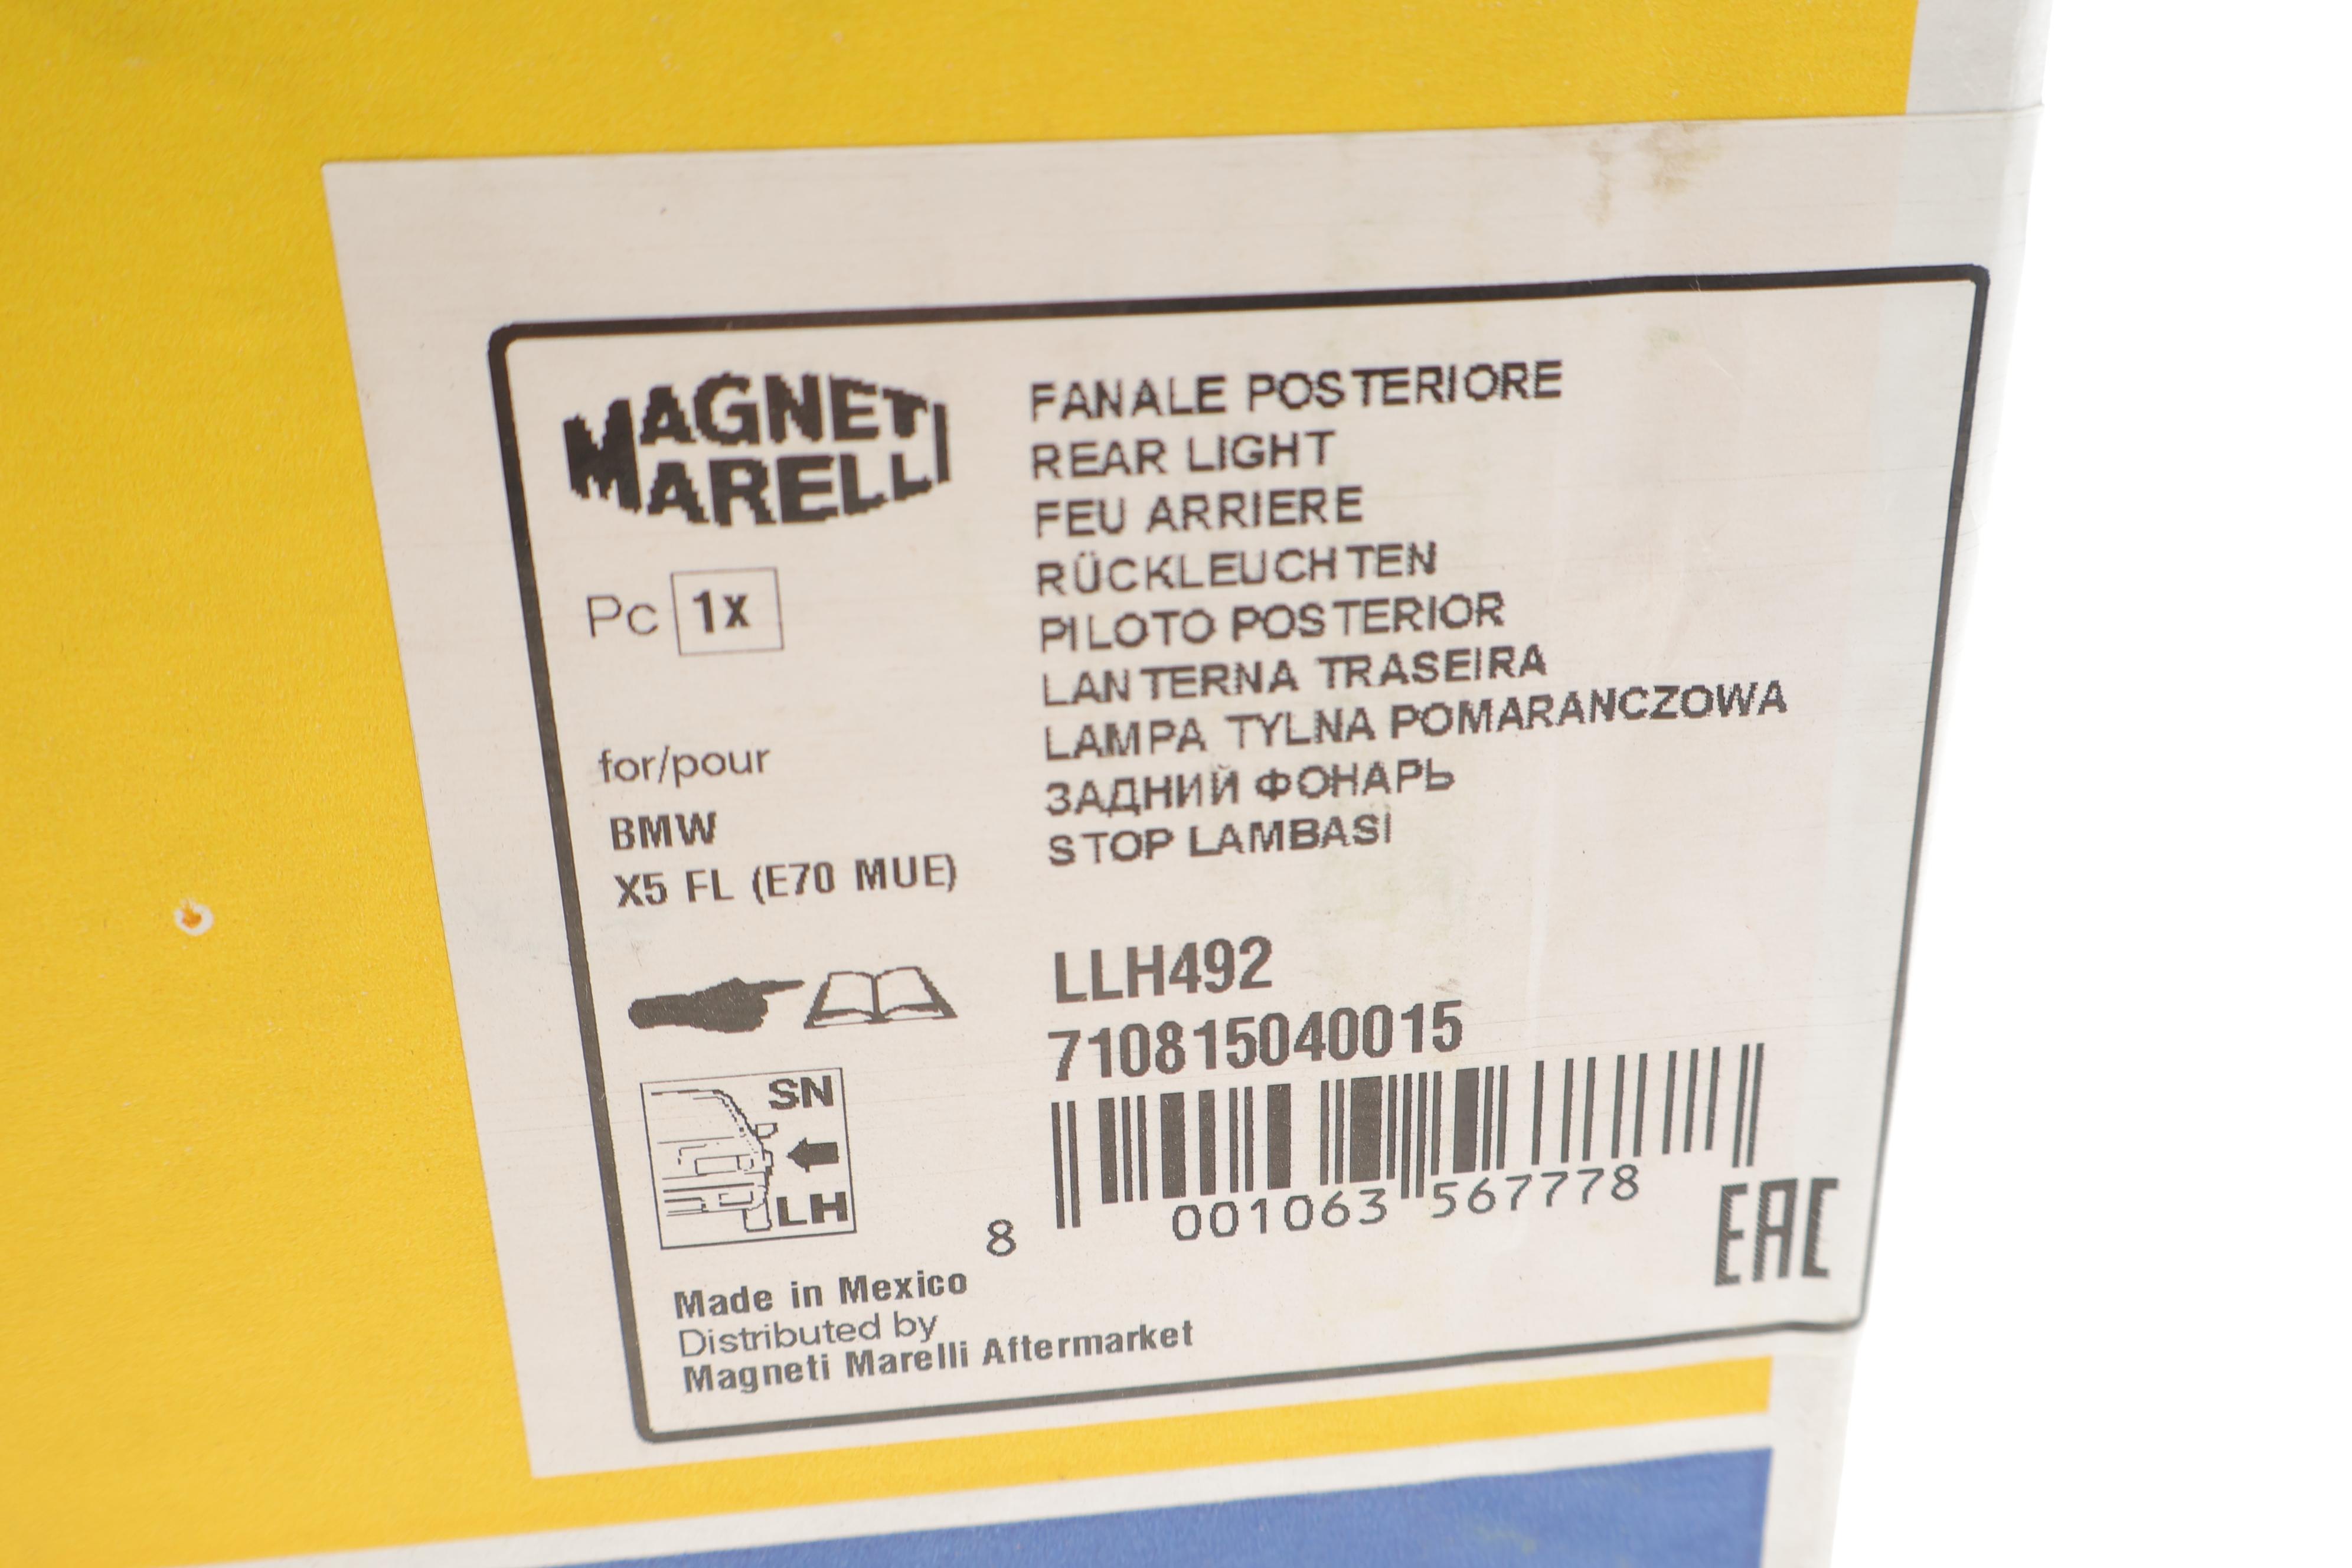 MAGNETI
MARELLI
Pc 1x
for/pour
BMW
X5 FL (E70 MUE)
SN
LH
FANALE POSTERIORE
REAR LIGHT
FEU ARRIERE
RÜCKLEUCHTEN
PILOTO POSTERIOR
LANTERNA TRASEIRA
LAMPA TYLNA POMARANCZOWA
ЗАДНИЙ ФОНАРЬ
STOP LAMBASI
LLH492
710815040015
8 001063 567778
EAC
Made in Mexico
Distributed by
Magneti Marelli Aftermarket